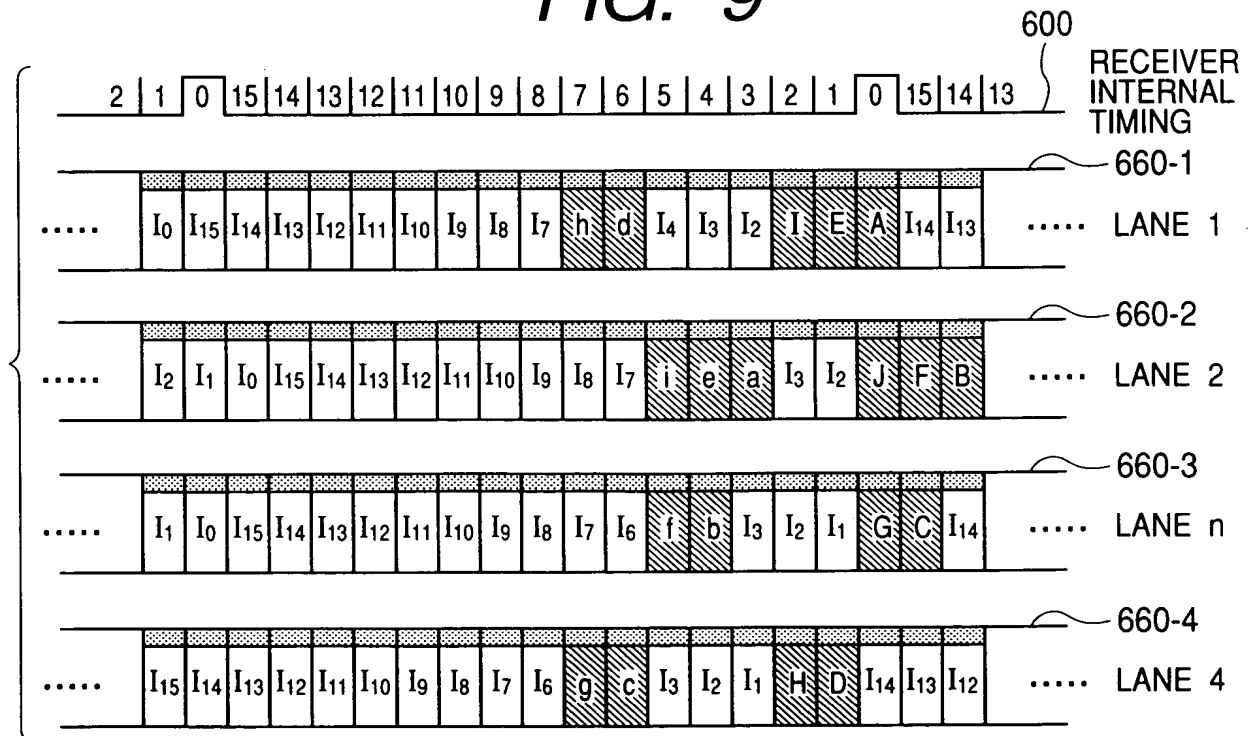 FIG. 9
600
RECEIVER
INTERNAL
TIMING
2 1 0 15 14 13 12 11 10 9 8 7 6 5 4 3 2 1 0 15 14 13
660-1
..... I0 I15 I14 I13 I12 I11 I10 I9 I8 I7 h d I4 I3 I2 I E A I14 I13 ..... LANE 1
660-2
..... I2 I1 I0 I15 I14 I13 I12 I11 I10 I9 I8 I7 i e a I3 I2 J F B ..... LANE 2
660-3
..... I1 I0 I15 I14 I13 I12 I11 I10 I9 I8 I7 I6 f b I3 I2 I1 G C I14 ..... LANE n
660-4
..... I15 I14 I13 I12 I11 I10 I9 I8 I7 I6 g c I3 I2 I1 H D I14 I13 I12 ..... LANE 4